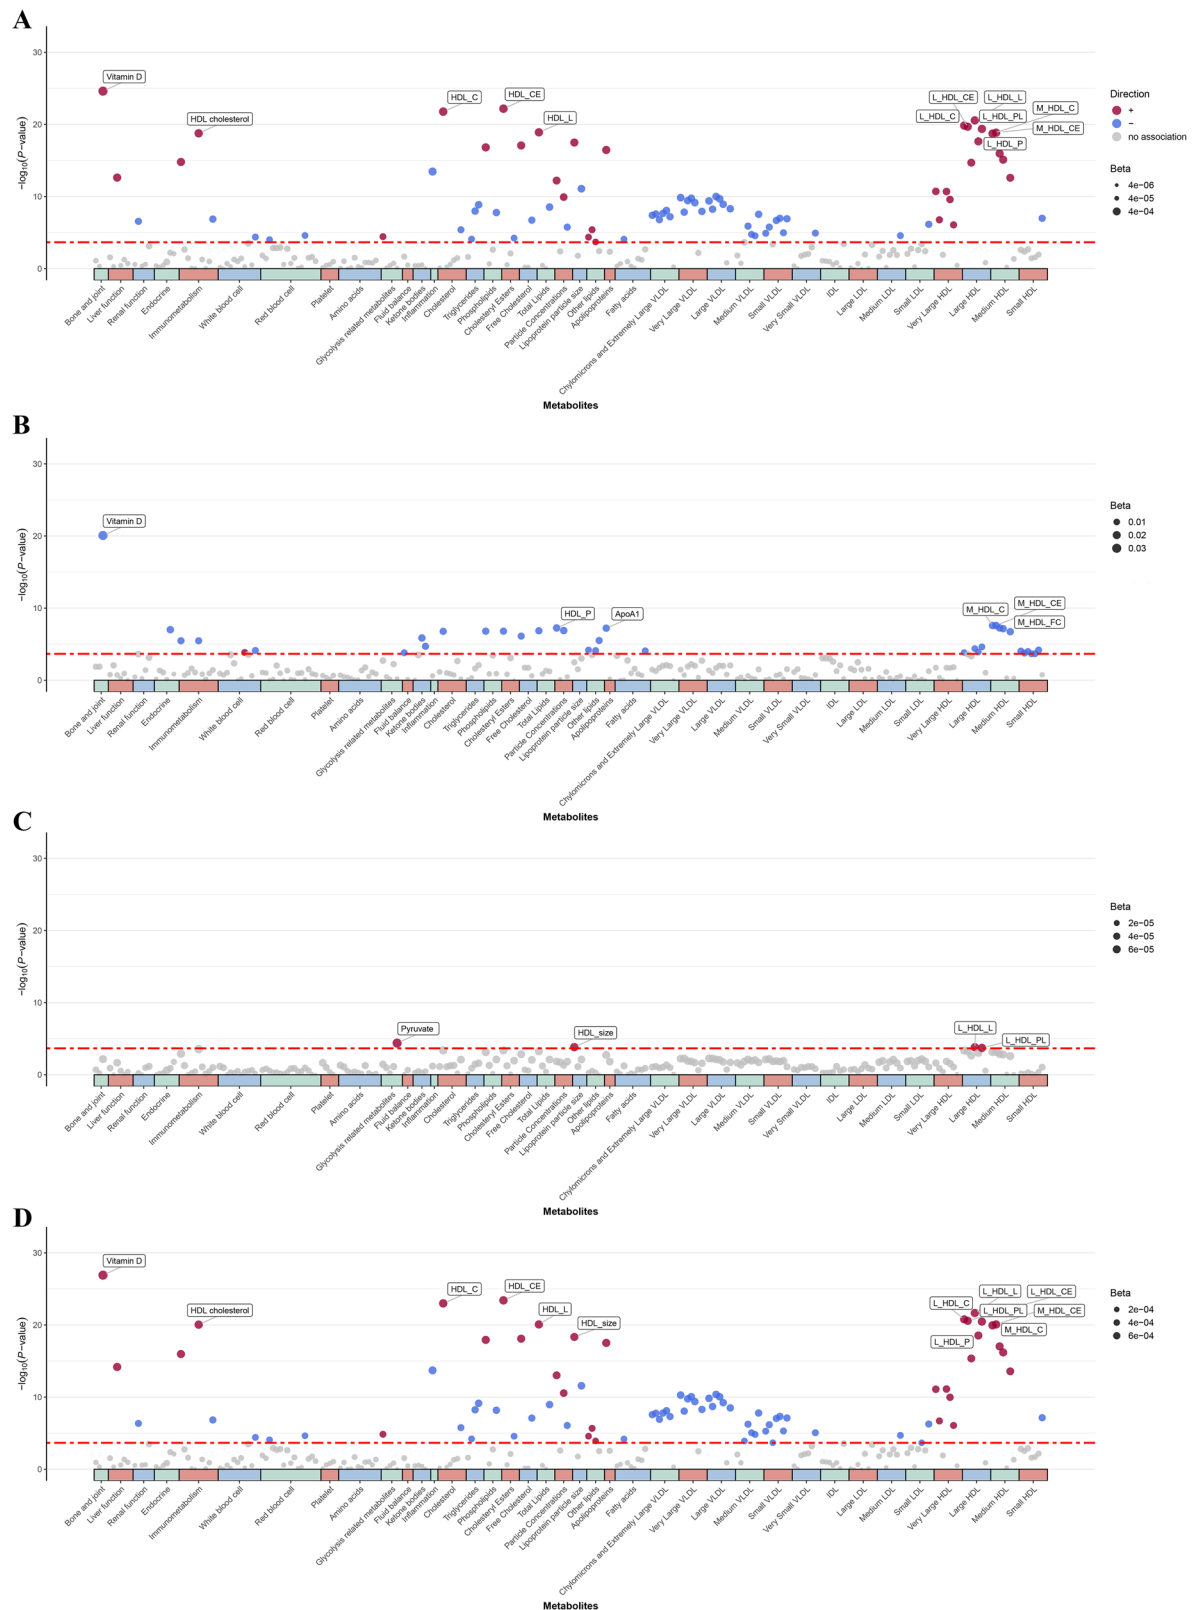 A
30
20
10
0
−log10(P−value)
Vitamin D
HDL cholesterol
HDL_C
HDL_CE
HDL_L
L_HDL_CE
L_HDL_L
L_HDL_C
L_HDL_PL
M_HDL_C
M_HDL_CE
L_HDL_P
Direction
+
−
no association
Beta
4e−06
4e−05
4e−04
Bone and joint
Liver function
Renal function
Endocrine
Immunometabolism
White blood cell
Red blood cell
Platelet
Amino acids
Glycolysis related metabolites
Fluid balance
Ketone bodies
Inflammation
Cholesterol
Triglycerides
Phospholipids
Cholesteryl Esters
Free Cholesterol
Total Lipids
Particle Concentrations
Lipoprotein particle size
Other lipids
Apolipoproteins
Fatty acids
Chylomicrons and Extremely Large VLDL
Very Large VLDL
Large VLDL
Medium VLDL
Small VLDL
Very Small VLDL
IDL
Large LDL
Medium LDL
Small LDL
Very Large HDL
Large HDL
Medium HDL
Small HDL
Metabolites
B
30
20
10
0
−log10(P−value)
Vitamin D
HDL_P
ApoA1
M_HDL_C
M_HDL_CE
M_HDL_FC
Beta
0.01
0.02
0.03
Bone and joint
Liver function
Renal function
Endocrine
Immunometabolism
White blood cell
Red blood cell
Platelet
Amino acids
Glycolysis related metabolites
Fluid balance
Ketone bodies
Inflammation
Cholesterol
Triglycerides
Phospholipids
Cholesteryl Esters
Free Cholesterol
Total Lipids
Particle Concentrations
Lipoprotein particle size
Other lipids
Apolipoproteins
Fatty acids
Chylomicrons and Extremely Large VLDL
Very Large VLDL
Large VLDL
Medium VLDL
Small VLDL
Very Small VLDL
IDL
Large LDL
Medium LDL
Small LDL
Very Large HDL
Large HDL
Medium HDL
Small HDL
Metabolites
C
30
20
10
0
−log10(P−value)
Pyruvate
HDL_size
L_HDL_L
L_HDL_PL
Beta
2e−05
4e−05
6e−05
Bone and joint
Liver function
Renal function
Endocrine
Immunometabolism
White blood cell
Red blood cell
Platelet
Amino acids
Glycolysis related metabolites
Fluid balance
Ketone bodies
Inflammation
Cholesterol
Triglycerides
Phospholipids
Cholesteryl Esters
Free Cholesterol
Total Lipids
Particle Concentrations
Lipoprotein particle size
Other lipids
Apolipoproteins
Fatty acids
Chylomicrons and Extremely Large VLDL
Very Large VLDL
Large VLDL
Medium VLDL
Small VLDL
Very Small VLDL
IDL
Large LDL
Medium LDL
Small LDL
Very Large HDL
Large HDL
Medium HDL
Small HDL
Metabolites
D
30
20
10
0
−log10(P−value)
Vitamin D
HDL cholesterol
HDL_C
HDL_CE
HDL_L
HDL_size
L_HDL_C
L_HDL_L
L_HDL_CE
L_HDL_PL
M_HDL_CE
M_HDL_C
L_HDL_P
Beta
2e−04
4e−04
6e−04
Bone and joint
Liver function
Renal function
Endocrine
Immunometabolism
White blood cell
Red blood cell
Platelet
Amino acids
Glycolysis related metabolites
Fluid balance
Ketone bodies
Inflammation
Cholesterol
Triglycerides
Phospholipids
Cholesteryl Esters
Free Cholesterol
Total Lipids
Particle Concentrations
Lipoprotein particle size
Other lipids
Apolipoproteins
Fatty acids
Chylomicrons and Extremely Large VLDL
Very Large VLDL
Large VLDL
Medium VLDL
Small VLDL
Very Small VLDL
IDL
Large LDL
Medium LDL
Small LDL
Very Large HDL
Large HDL
Medium HDL
Small HDL
Metabolites